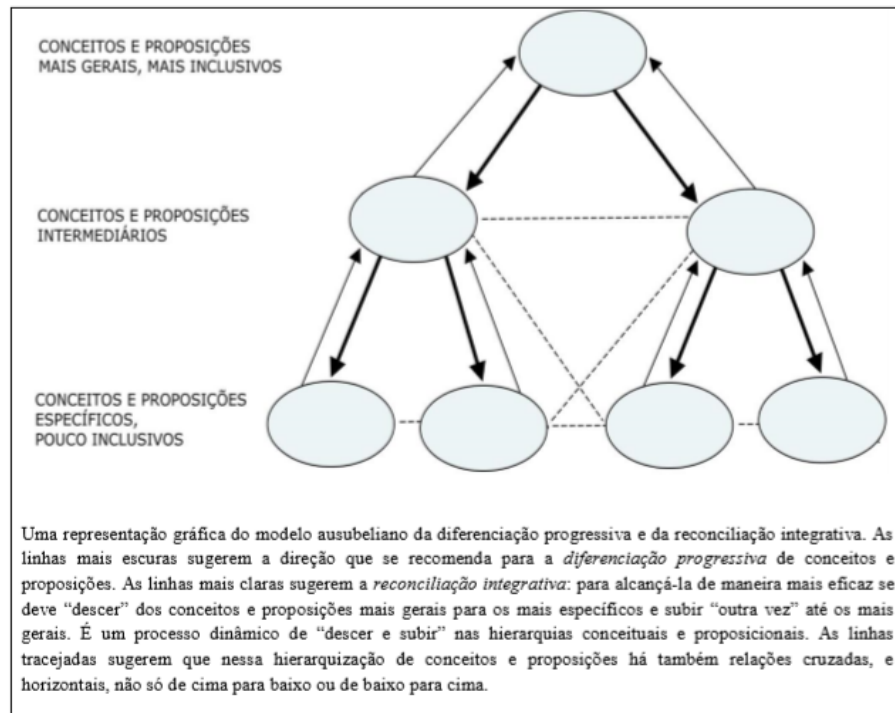 CONCEITOS E PROPOSIÇÕES
MAIS GERAIS, MAIS INCLUSIVOS
CONCEITOS E PROPOSIÇÕES
INTERMEDIÁRIOS
CONCEITOS E PROPOSIÇÕES
ESPECÍFICOS,
POUCO INCLUSIVOS
Uma representação gráfica do modelo ausubeliano da diferenciação progressiva e da reconciliação integrativa. As
linhas mais escuras sugerem a direção que se recomenda para a diferenciação progressiva de conceitos e
proposições. As linhas mais claras sugerem a reconciliação integrativa: para alcançá-la de maneira mais eficaz se
deve “descer” dos conceitos e proposições mais gerais para os mais específicos e subir “outra vez” até os mais
gerais. É um processo dinâmico de “descer e subir” nas hierarquias conceituais e proposicionais. As linhas
tracejadas sugerem que nessa hierarquização de conceitos e proposições há também relações cruzadas, e
horizontais, não só de cima para baixo ou de baixo para cima.